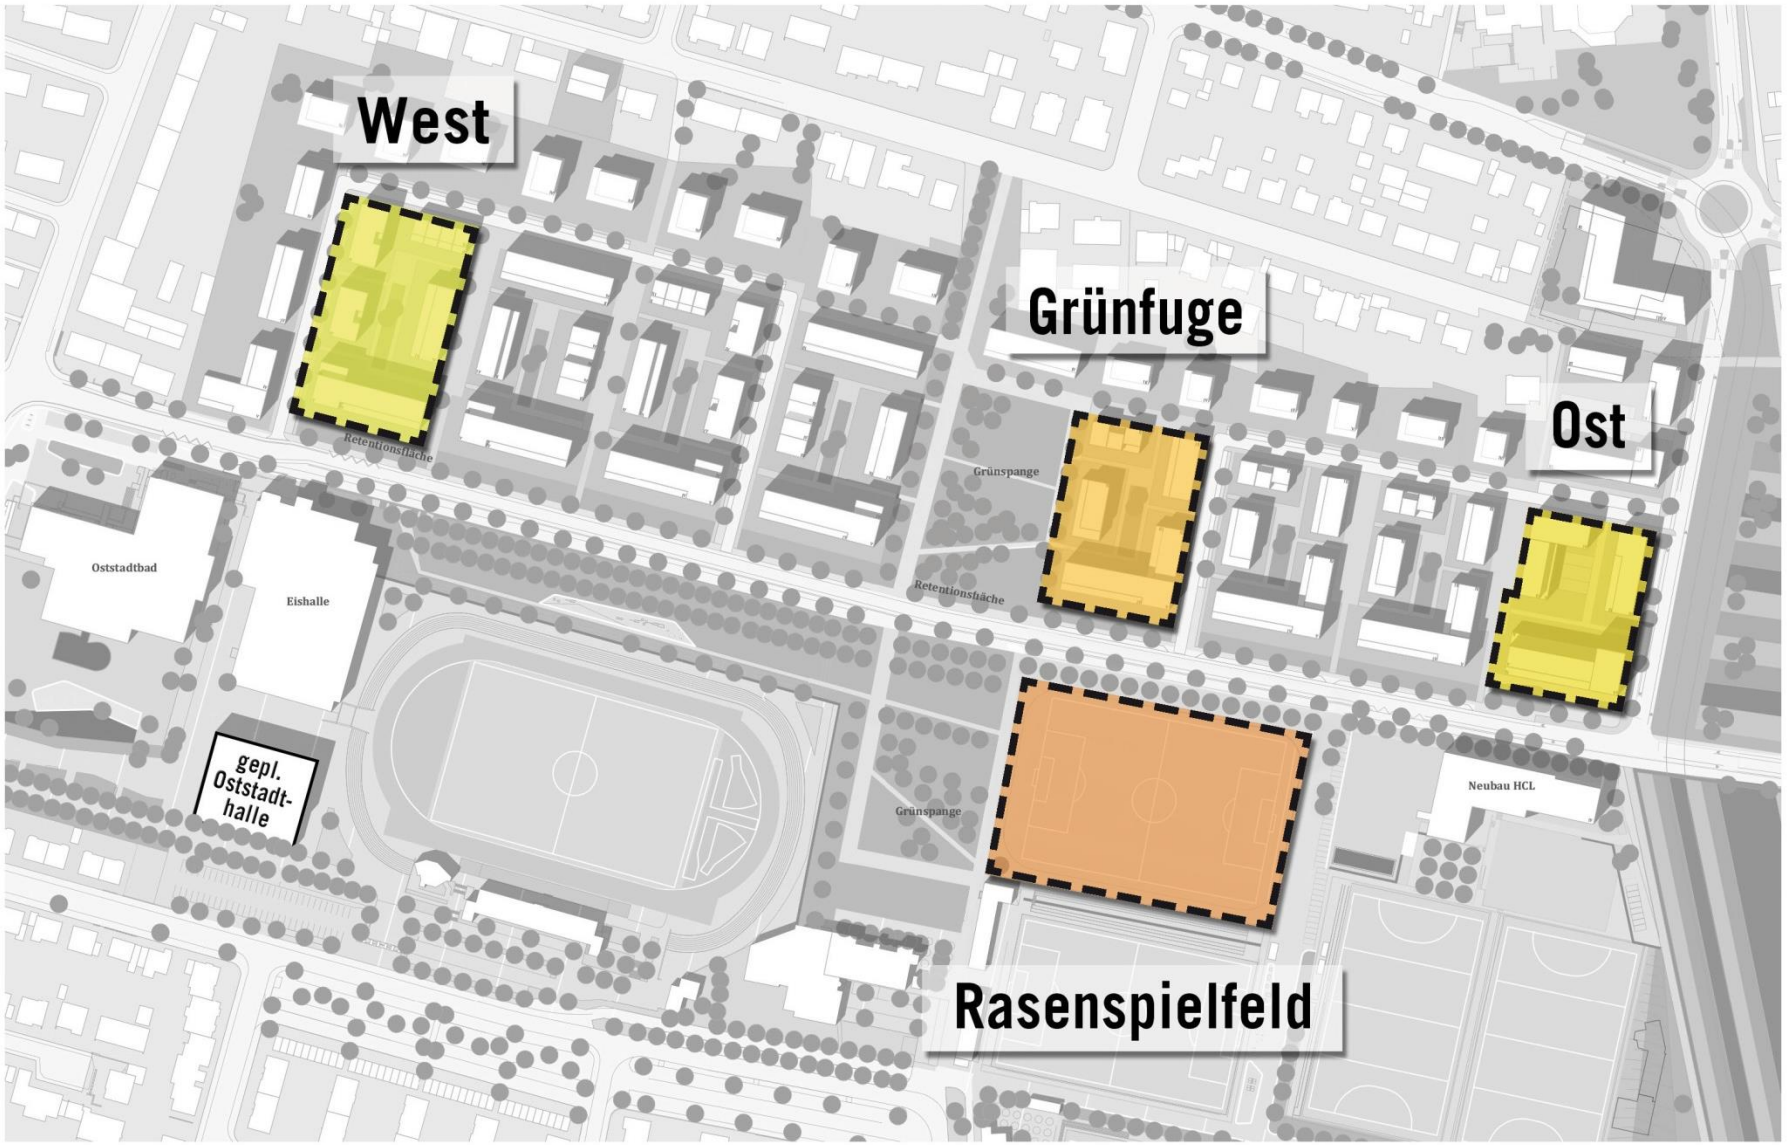 West
Grünfuge
Ost
Retentionsfläche
Grünspange
Oststadtbad
Retentionsfläche
Eishalle
gepl.
Oststadt-
halle
Neubau HCL
Grünspange
Rasenspielfeld